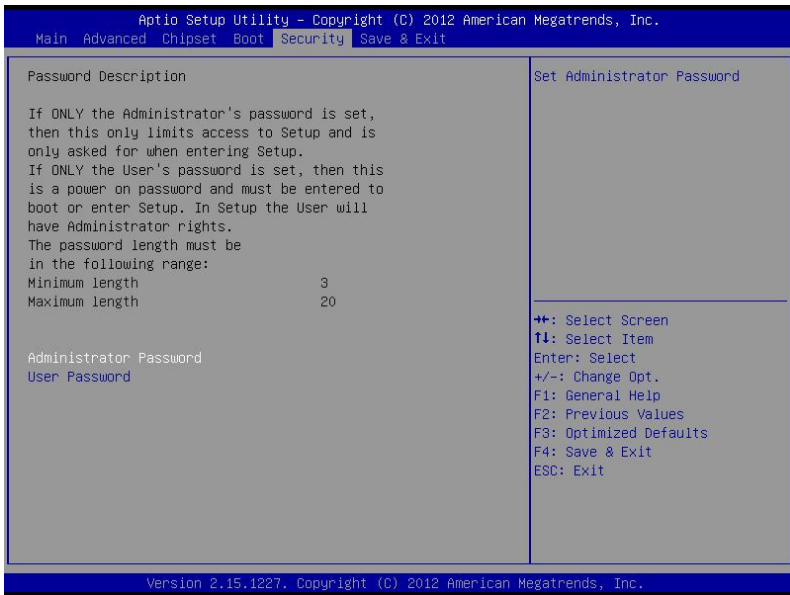 Aptio Setup Utility – Copyright (C) 2012 American Megatrends, Inc.
Main Advanced Chipset Boot Security Save & Exit
Password Description
If ONLY the Administrator's password is set,
then this only limits access to Setup and is
only asked for when entering Setup.
If ONLY the User's password is set, then this
is a power on password and must be entered to
boot or enter Setup. In Setup the User will
have Administrator rights.
The password length must be
in the following range:
Minimum length 3
Maximum length 20
Administrator Password
User Password
Set Administrator Password
→←: Select Screen
↑↓: Select Item
Enter: Select
+/-: Change Opt.
F1: General Help
F2: Previous Values
F3: Optimized Defaults
F4: Save & Exit
ESC: Exit
Version 2.15.1227. Copyright (C) 2012 American Megatrends, Inc.